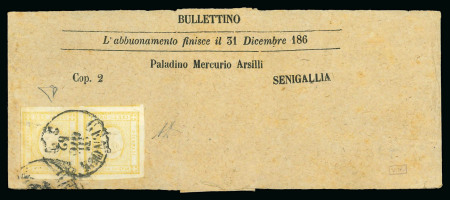 BULLETTINO
L'abbuonamento finisce il 31 Dicembre 186
Paladino Mercurio Arsilli
Cop. 2
SENIGALLIA